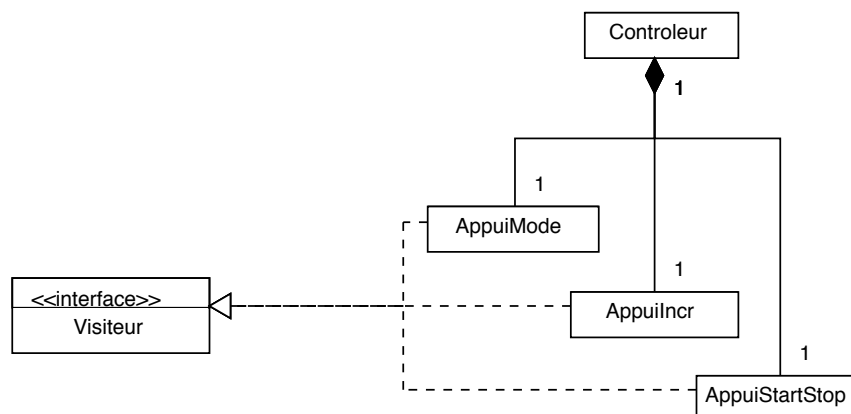 Controleur
1
1
AppuiMode
1
<<interface>>
Visiteur
AppuiIncr
1
AppuiStartStop